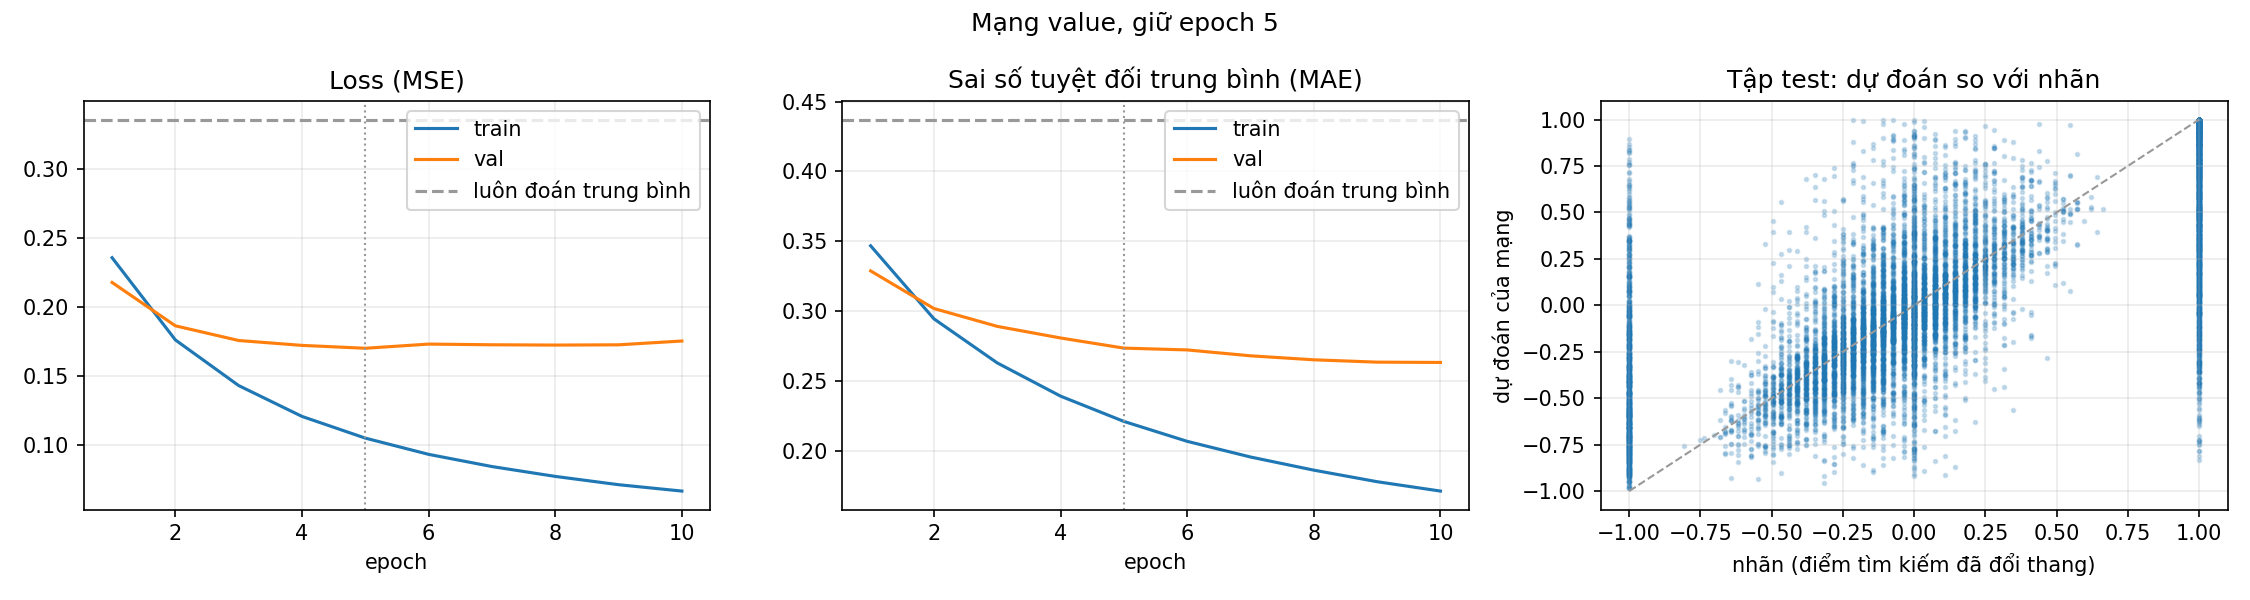 Mạng value, giữ epoch 5
Loss (MSE)
train
val
luôn đoán trung bình
0.30
0.25
0.20
0.15
0.10
2
4
6
8
10
epoch
Sai số tuyệt đối trung bình (MAE)
train
val
luôn đoán trung bình
0.45
0.40
0.35
0.30
0.25
0.20
2
4
6
8
10
epoch
Tập test: dự đoán so với nhãn
dự đoán của mạng
1.00
0.75
0.50
0.25
0.00
−0.25
−0.50
−0.75
−1.00
−1.00
−0.75
−0.50
−0.25
0.00
0.25
0.50
0.75
1.00
nhãn (điểm tìm kiếm đã đổi thang)